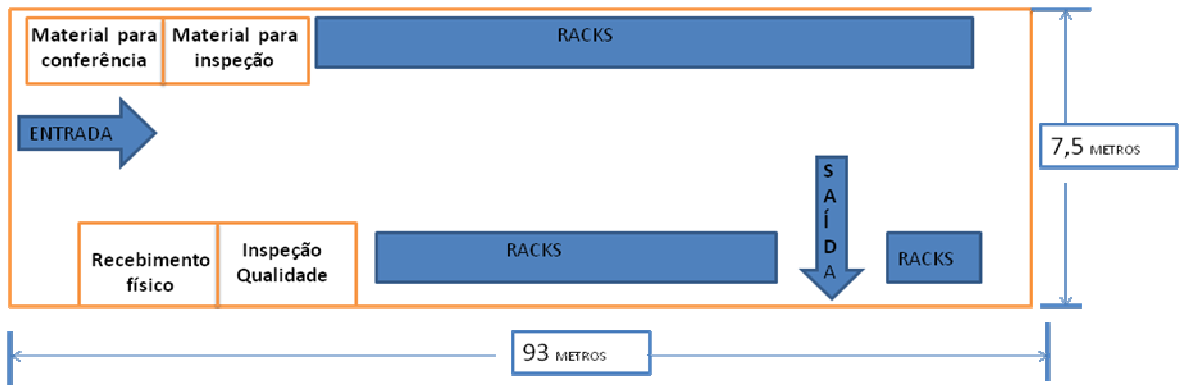 Material para
conferência
Material para
inspeção
RACKS
ENTRADA
7,5 METROS
S
A
Í
D
A
Recebimento
físico
Inspeção
Qualidade
RACKS
RACKS
93 METROS